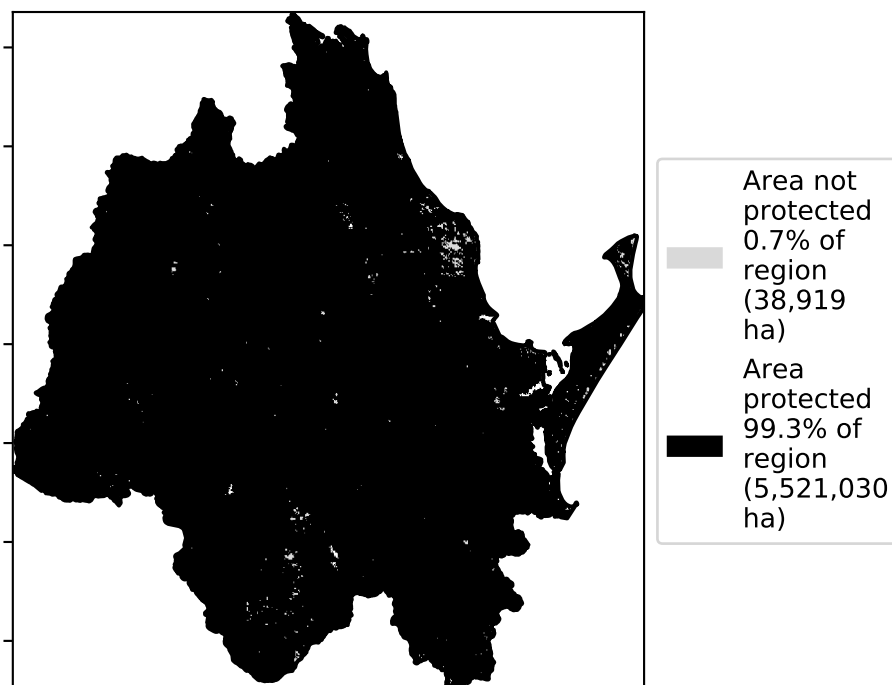 Area not
protected
0.7% of
region
(38,919
ha)
Area
protected
99.3% of
region
(5,521,030
ha)